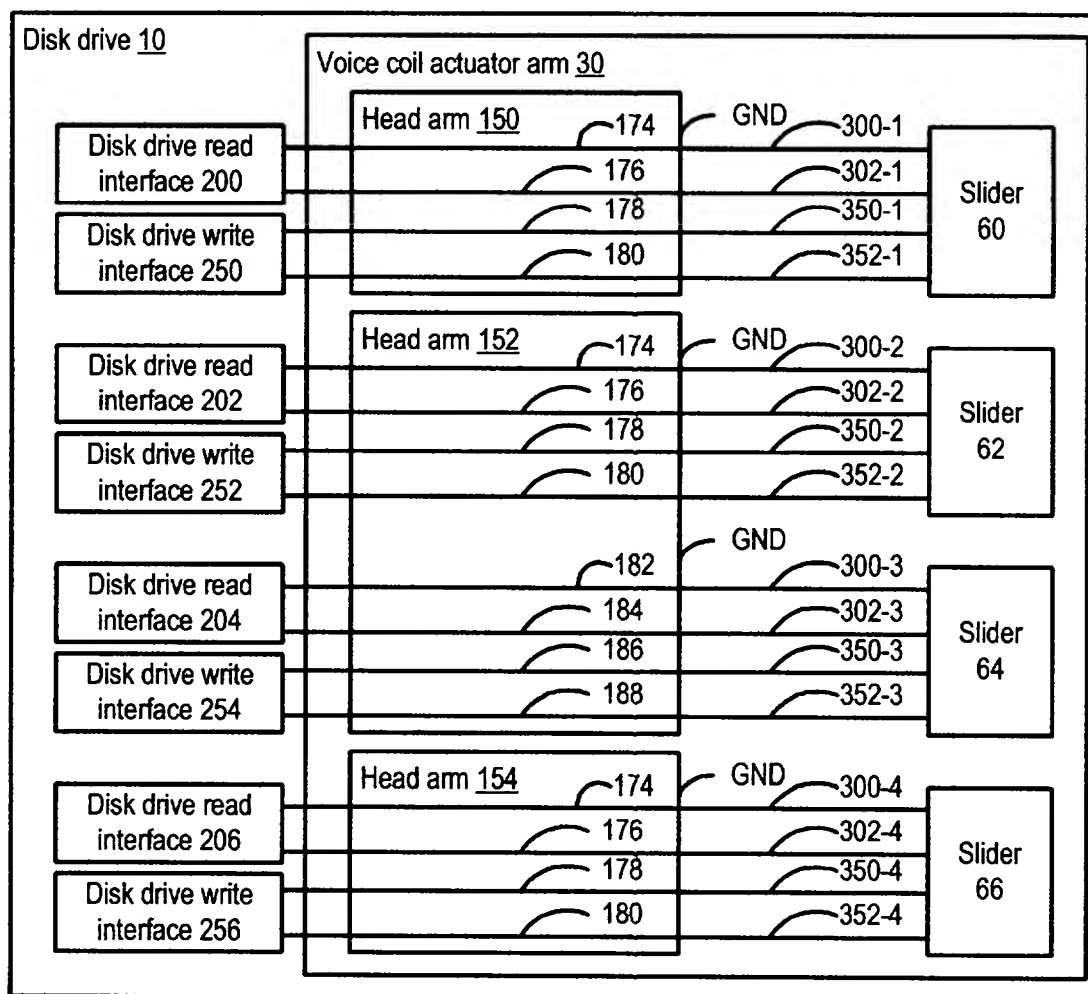 Disk drive 10
Voice coil actuator arm 30
Head arm 150
174
GND
300-1
Disk drive read
interface 200
176
302-1
Slider
60
Disk drive write
interface 250
178
350-1
180
352-1
Head arm 152
174
GND
300-2
Disk drive read
interface 202
176
302-2
Slider
62
Disk drive write
interface 252
178
350-2
180
352-2
GND
182
300-3
Disk drive read
interface 204
184
302-3
Slider
64
Disk drive write
interface 254
186
350-3
188
352-3
Head arm 154
174
GND
300-4
Disk drive read
interface 206
176
302-4
Slider
66
Disk drive write
interface 256
178
350-4
180
352-4